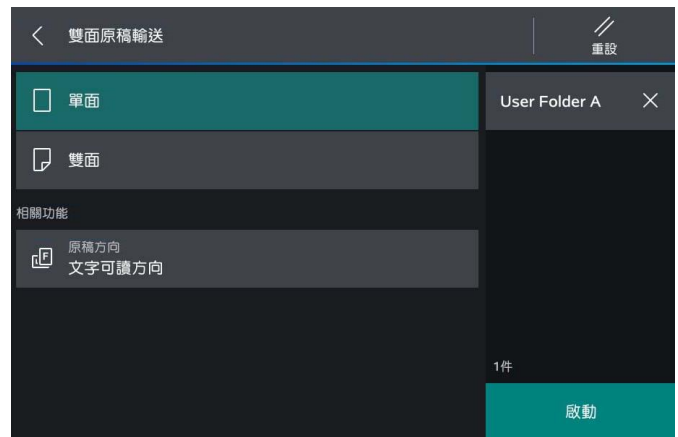 雙面原稿輸送
重設
單面
雙面
相關功能
原稿方向
文字可讀方向
User Folder A
1件
啟動